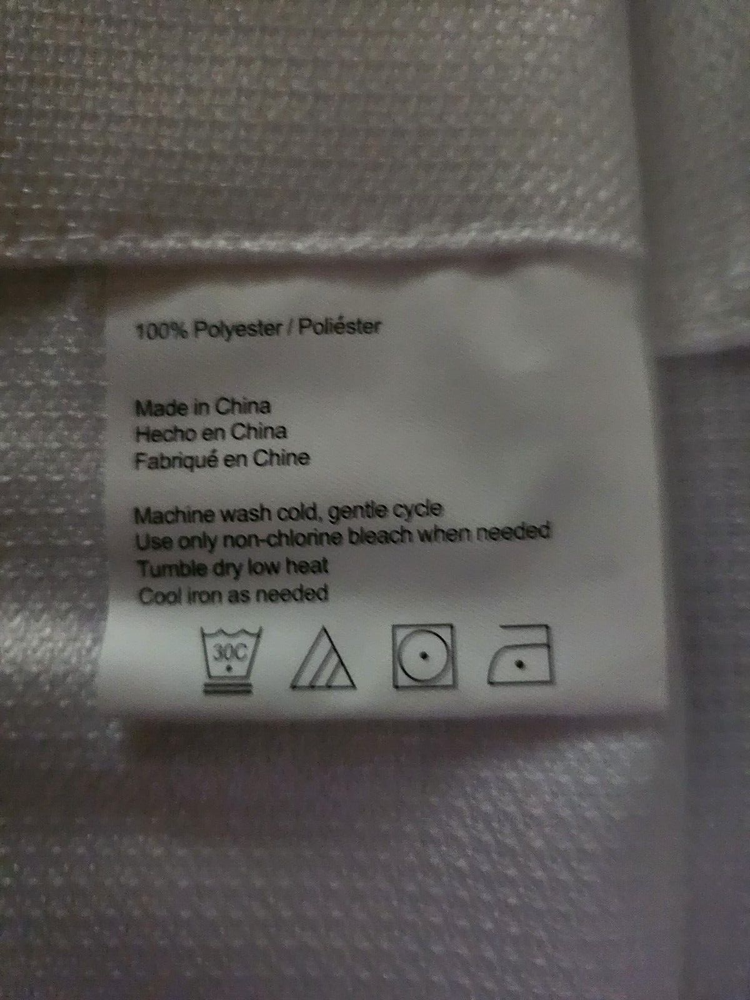 100% Polyester / Poliéster
Made in China
Hecho en China
Fabriqué en Chine
Machine wash cold, gentle cycle
Use only non-chlorine bleach when needed
Tumble dry low heat
Cool iron as needed
30C